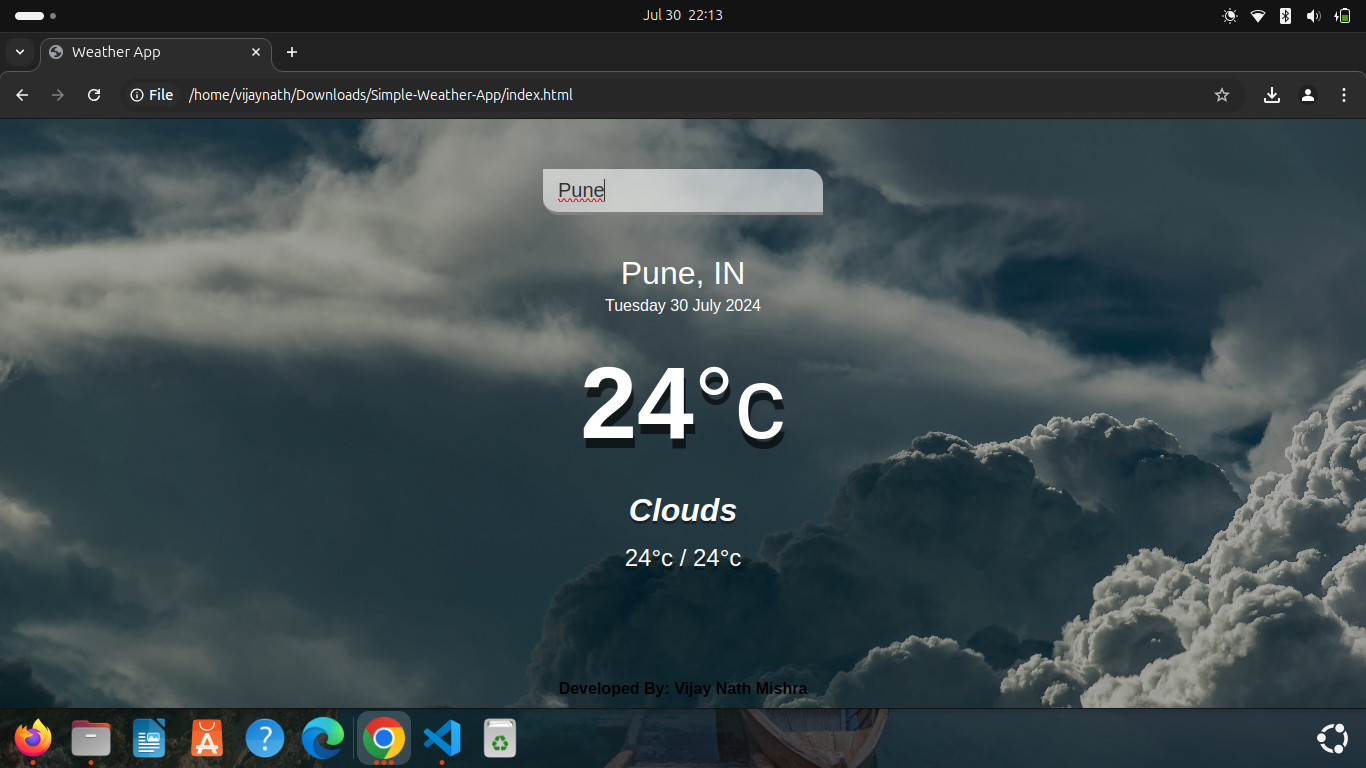 Jul 30 22:13
Weather App
File /home/vijaynath/Downloads/Simple-Weather-App/index.html
Pune
Pune, IN
Tuesday 30 July 2024
24°c
Clouds
24°c / 24°c
Developed By: Vijay Nath Mishra